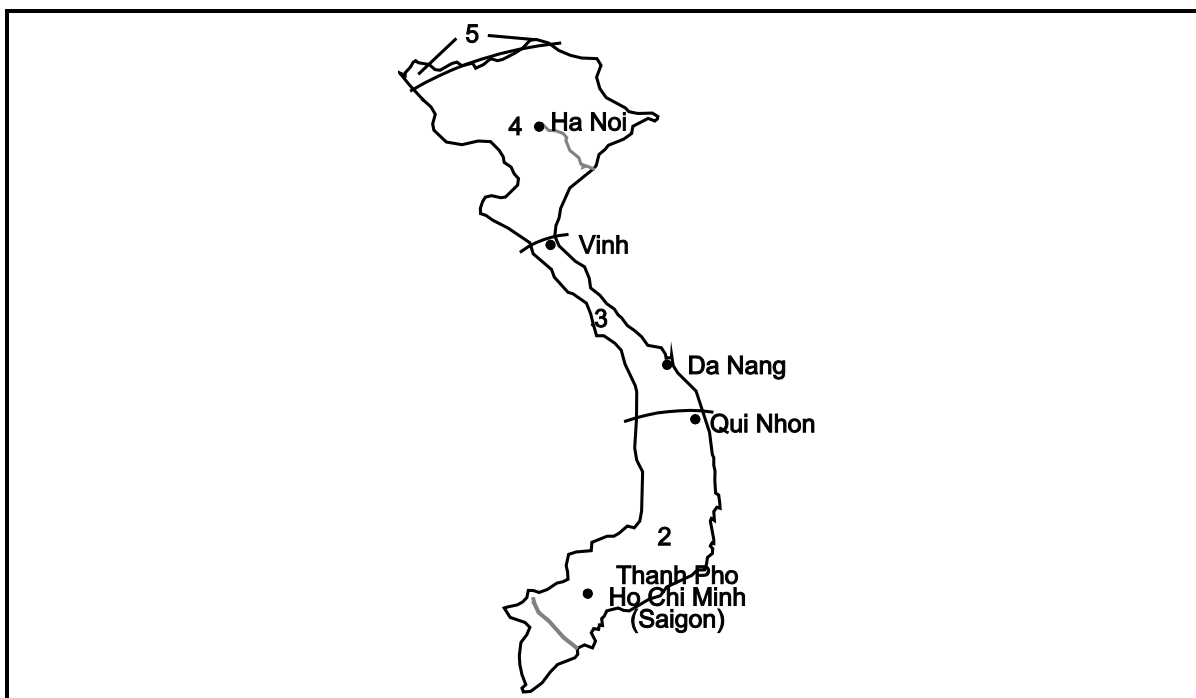 5
4
Ha Noi
Vinh
3
Da Nang
Qui Nhon
2
Thanh Pho
Ho Chi Minh
(Saigon)